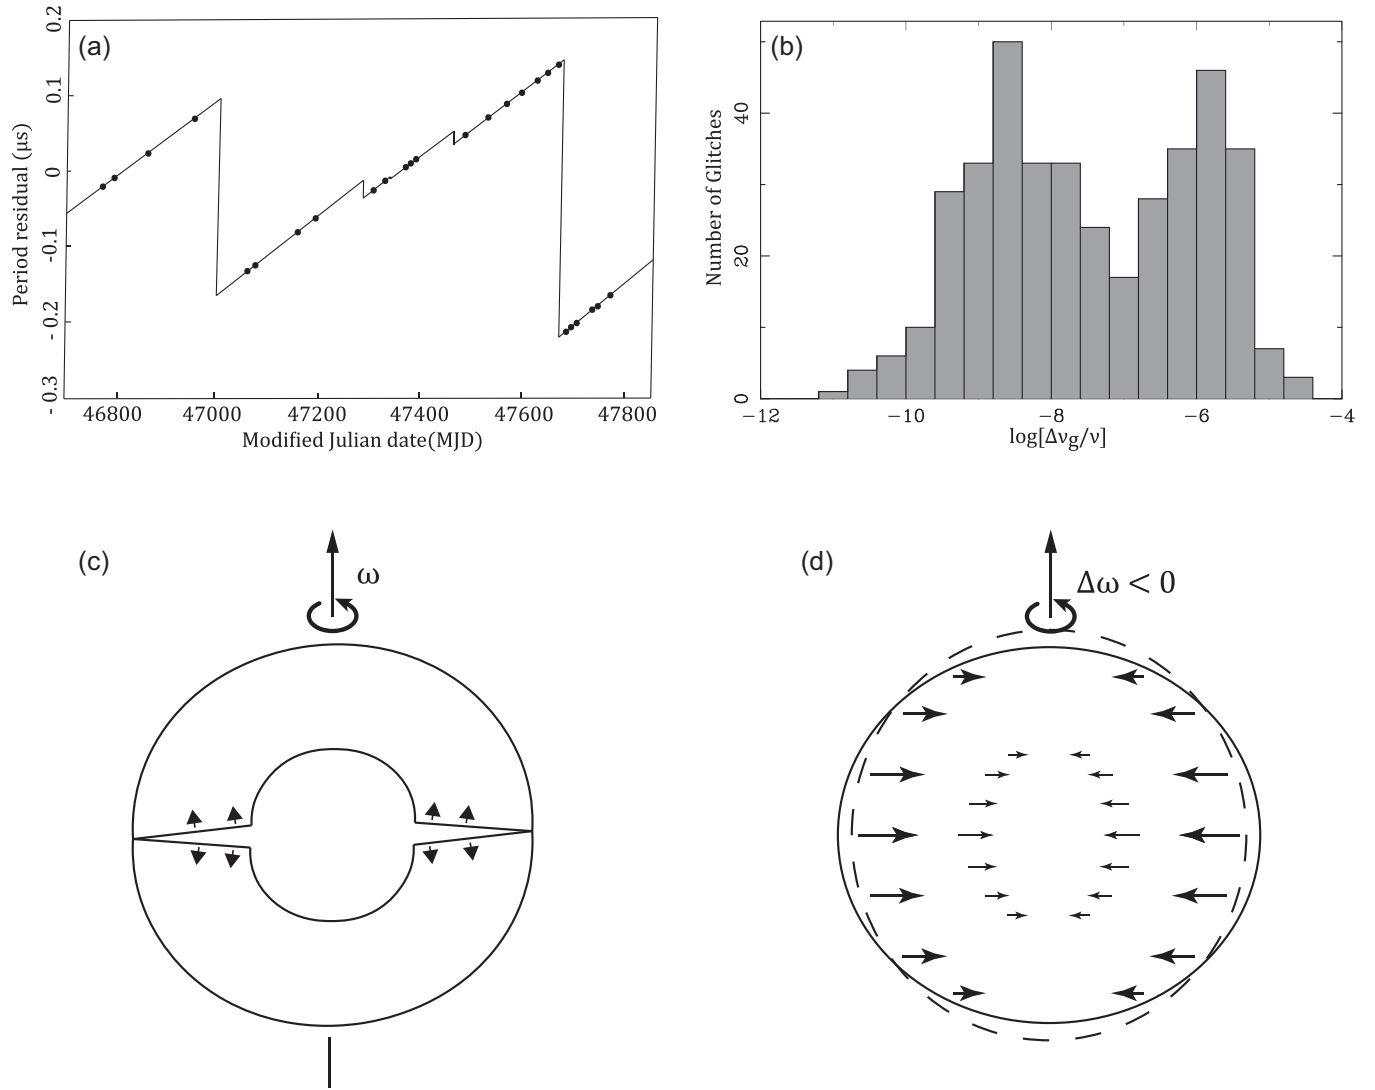 (a)
0.2
0.1
0
-0.1
-0.2
-0.3
Period residual (μs)
46800 47000 47200 47400 47600 47800
Modified Julian date(MJD)
(b)
40
20
0
Number of Glitches
−12 −10 −8 −6 −4
log[Δνg/ν]
(c)
ω
(d)
Δω < 0